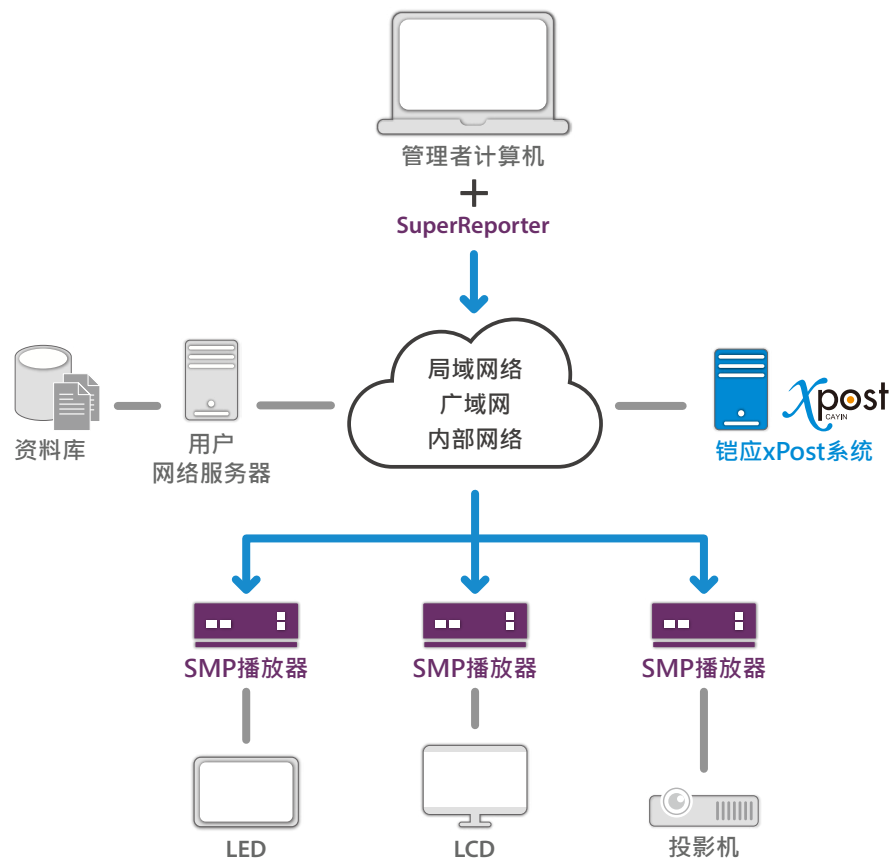 管理者计算机
+
SuperReporter
局域网络
广域网
内部网络
资料库
用户
网络服务器
xpost
CAYIN
铠应xPost系统
SMP播放器
SMP播放器
SMP播放器
LED
LCD
投影机